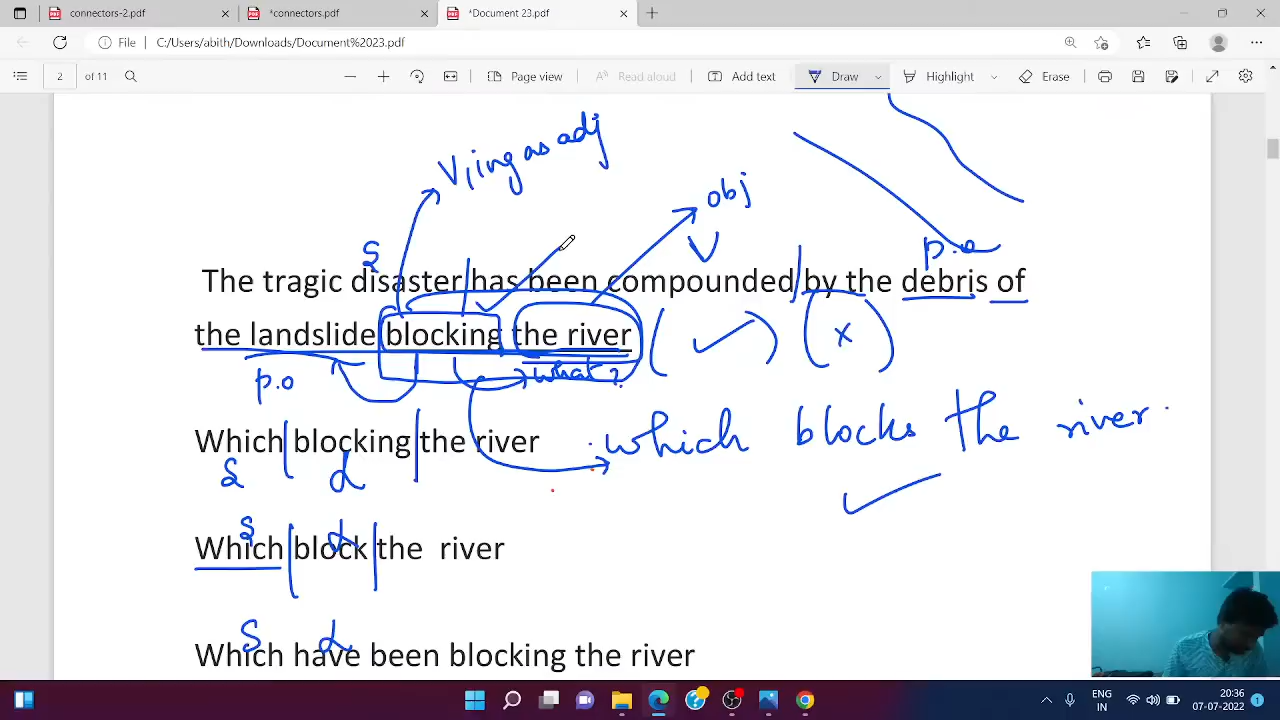 connectors-2.pdf
*connectors.pdf
*Document 23.pdf
File
C:/Users/abith/Downloads/Document%2023.pdf
2 of 11
Page view
Read aloud
Add text
Draw
Highlight
Erase
V1ing as adj
obj
S
V
p.o
The tragic disaster has been compounded by the debris of
the landslide blocking the river
( ✓ ) ( x )
p.o
what?
Which blocking the river
which blocks the river.
S
Which block the river
S
S
Which have been blocking the river
ENG
IN
20:36
07-07-2022
1